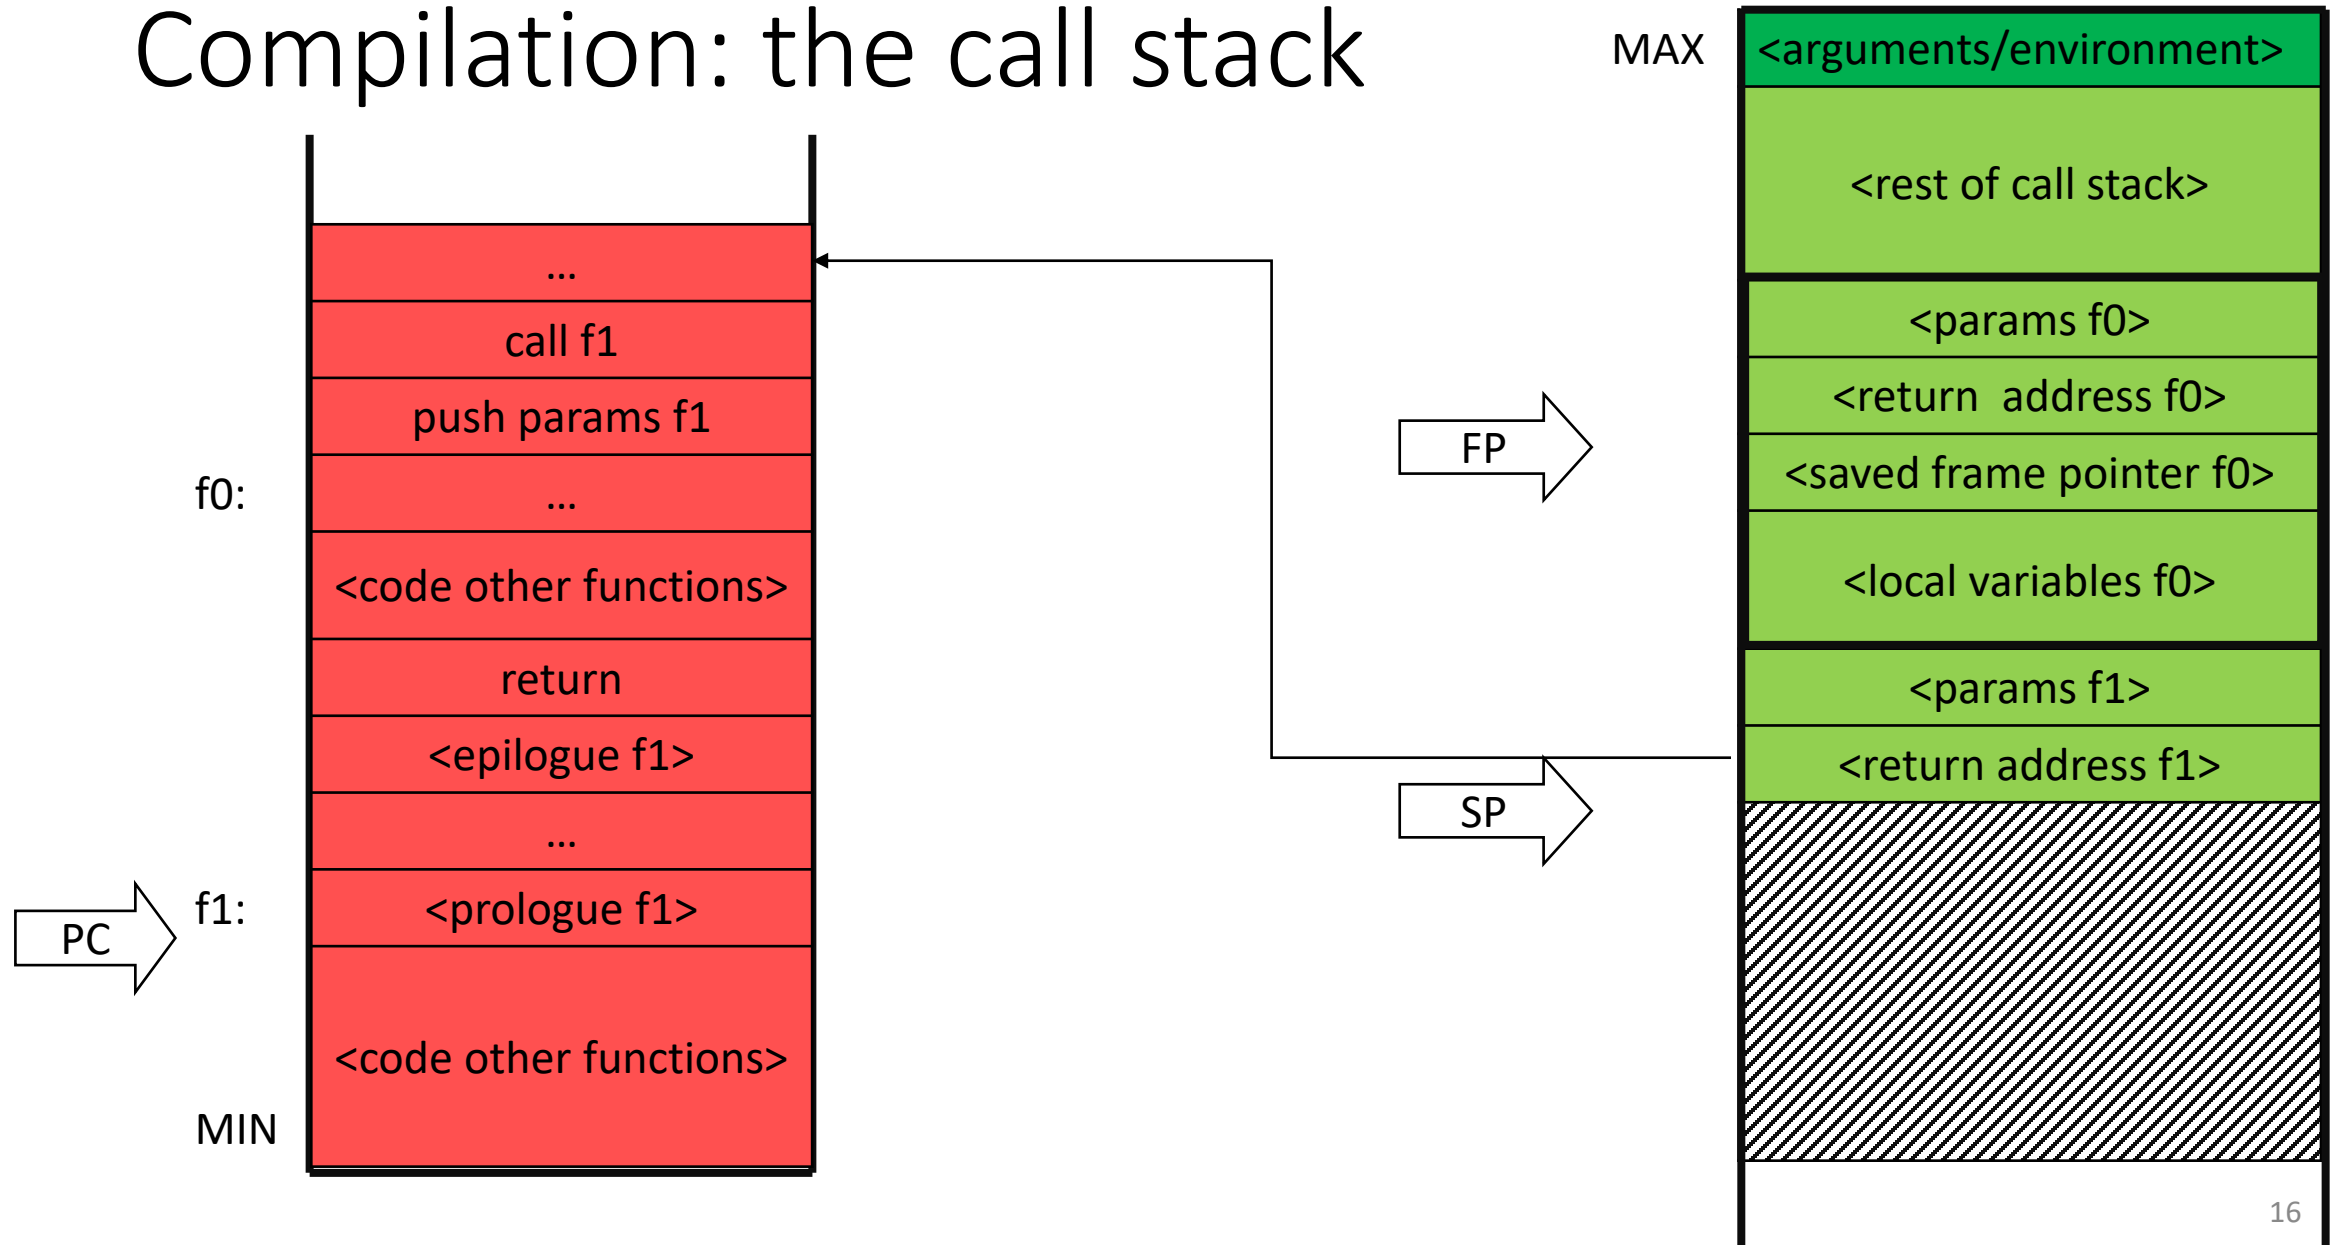 Compilation: the call stack
...
call f1
push params f1
f0:
...
<code other functions>
return
<epilogue f1>
...
PC
f1:
<prologue f1>
<code other functions>
MIN
FP
SP
MAX
<arguments/environment>
<rest of call stack>
<params f0>
<return  address f0>
<saved frame pointer f0>
<local variables f0>
<params f1>
<return address f1>
16